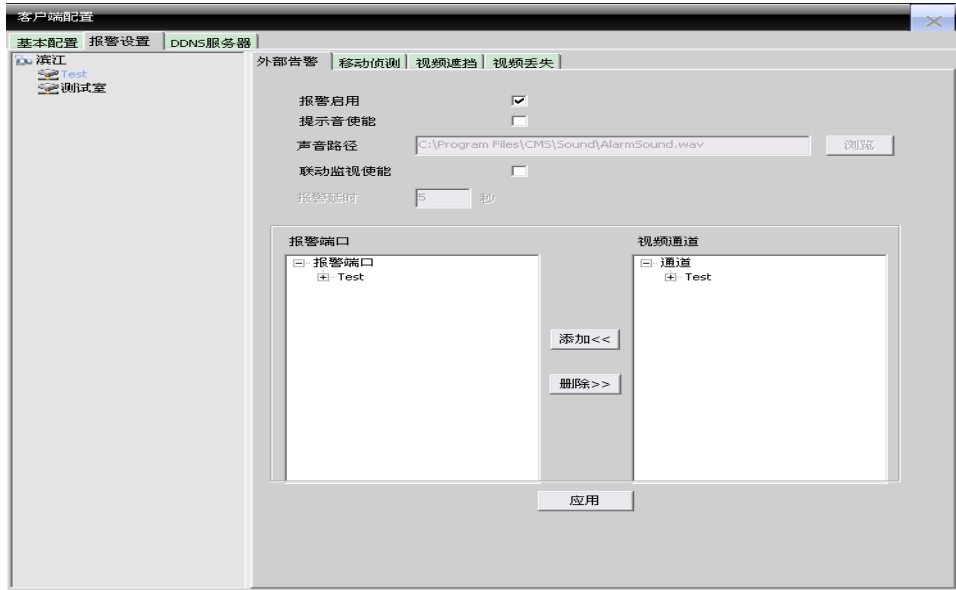 客户端配置
基本配置 报警设置 DDNS服务器
滨江
Test
测试室
外部告警 移动侦测 视频遮挡 视频丢失
报警启用
提示音使能
声音路径 C:\Program Files\CMS\Sound\AlarmSound.wav 浏览
联动监视使能
报警延时 5 秒
报警端口 视频通道
报警端口 通道
Test Test
添加<<
删除>>
应用